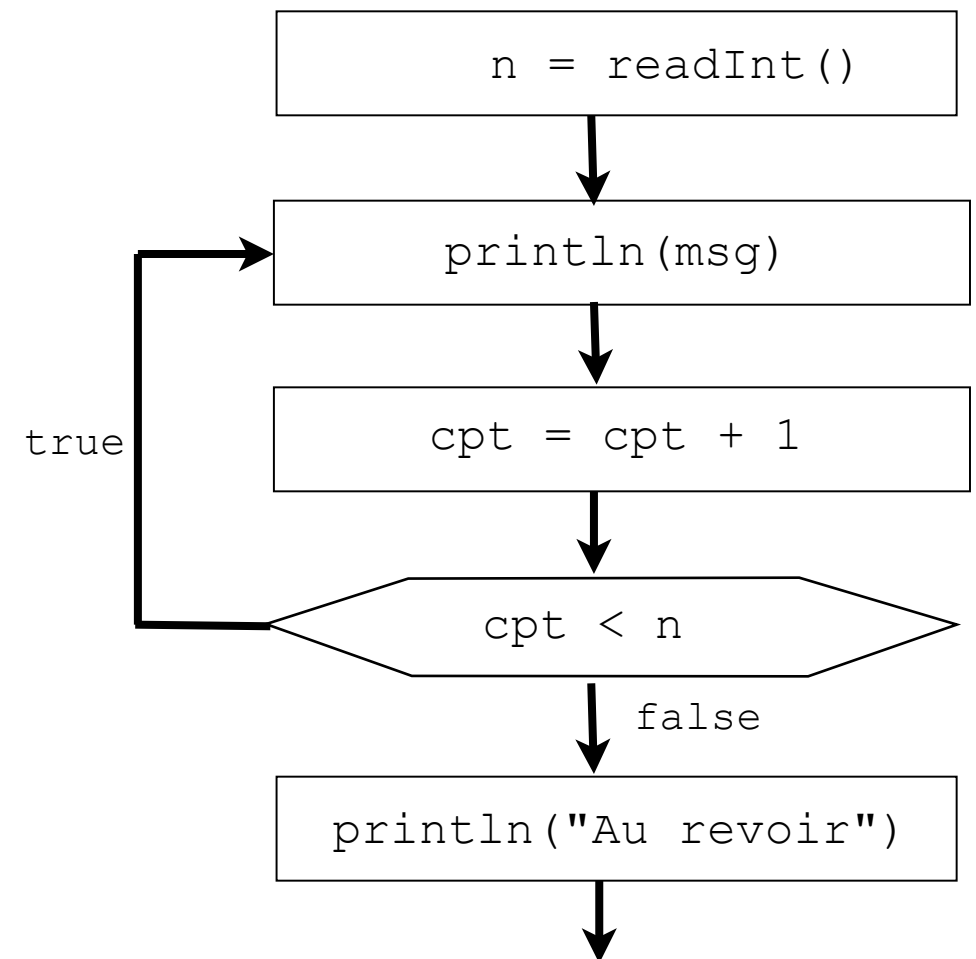 n = readInt()
println(msg)
cpt = cpt + 1
true
cpt < n
false
println("Au revoir")